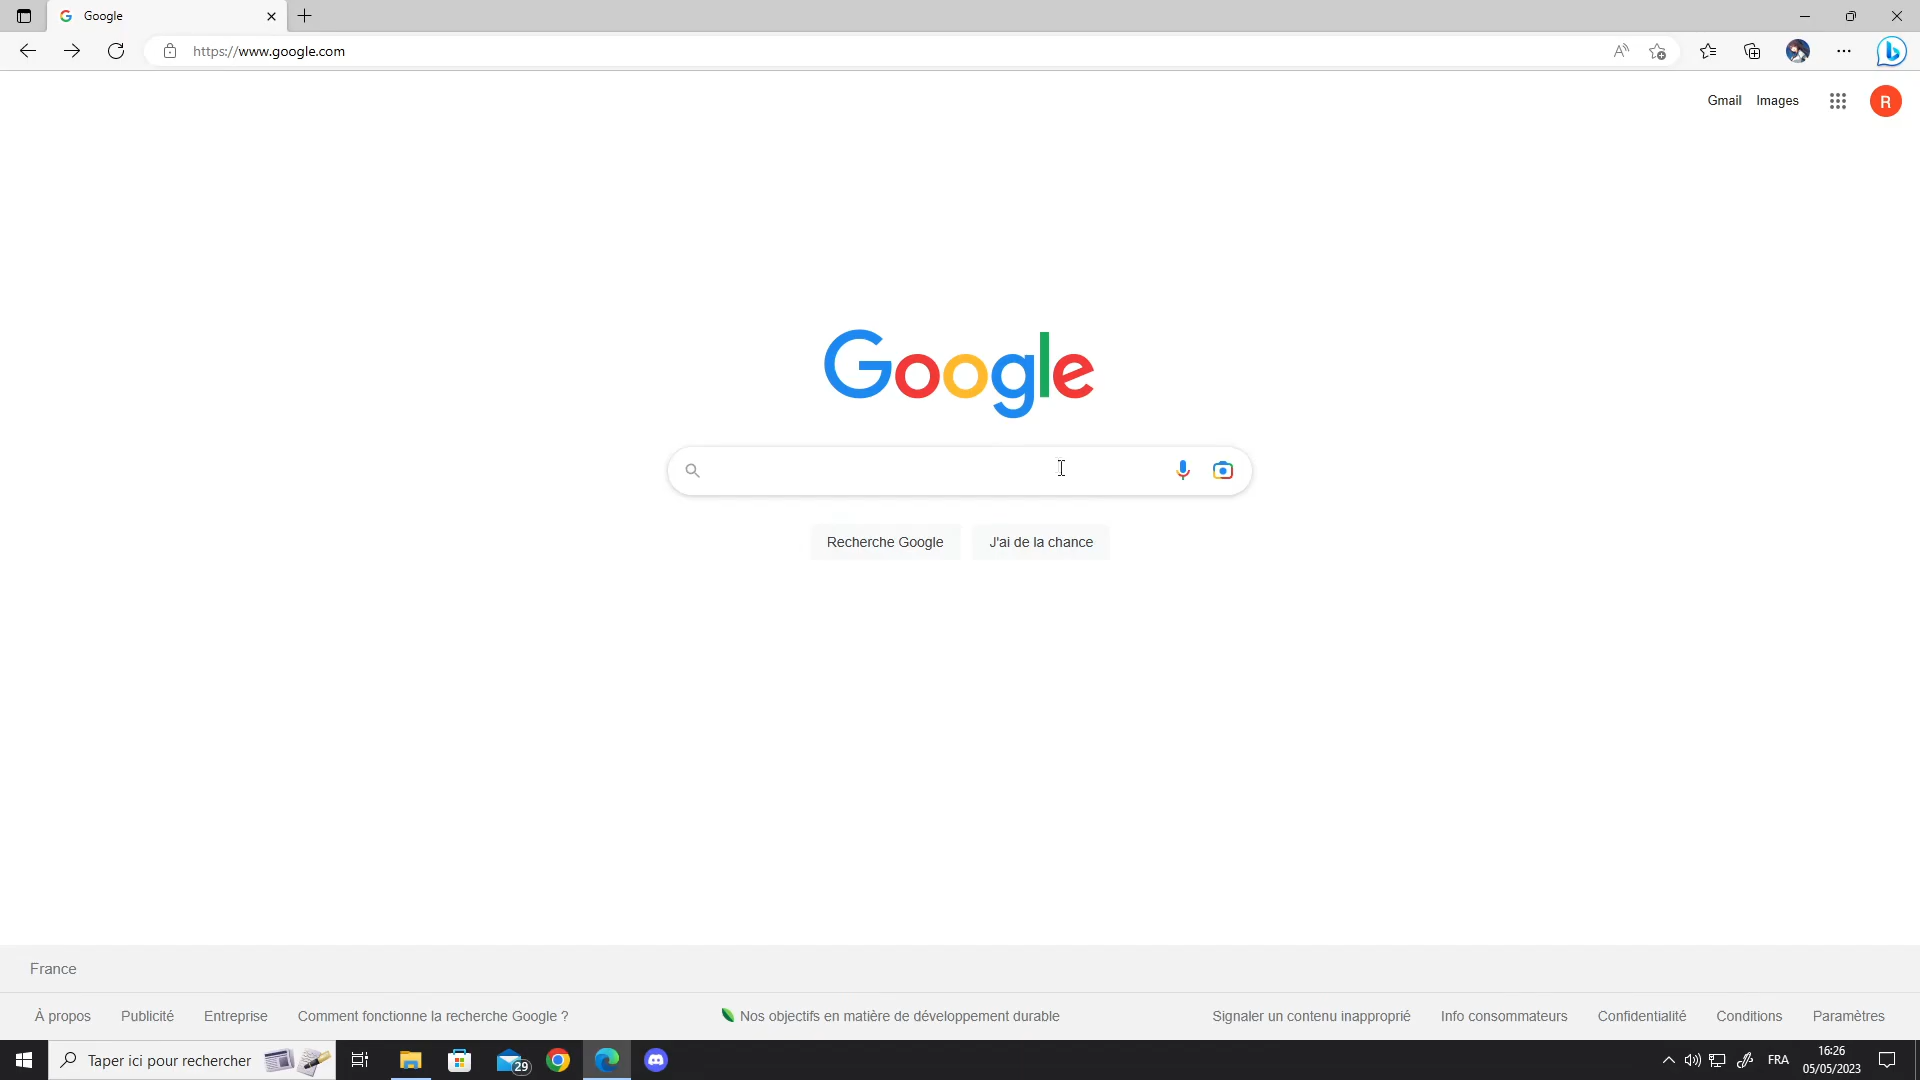 Google
https://www.google.com
Gmail Images
R
Google
Recherche Google J'ai de la chance
France
À propos Publicité Entreprise Comment fonctionne la recherche Google ? Nos objectifs en matière de développement durable Signaler un contenu inapproprié Info consommateurs Confidentialité Conditions Paramètres
Taper ici pour rechercher 29 FRA 16:26
05/05/2023